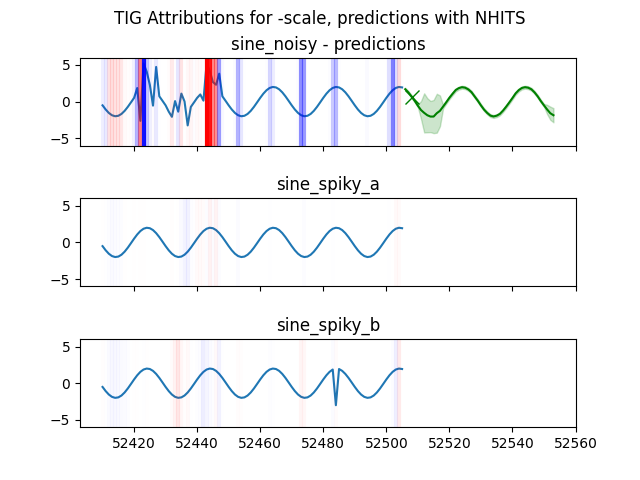 TIG Attributions for -scale, predictions with NHITS
sine_noisy - predictions
5
0
−5
sine_spiky_a
5
0
−5
sine_spiky_b
5
0
−5
52420 52440 52460 52480 52500 52520 52540 52560